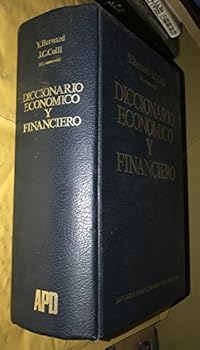 Y.Bernard
J.C.Colli
DICCIONARIO
ECONOMICO
Y
FINANCIERO
APD
DICCIONARIO
ECONOMICO
Y FINANCIERO